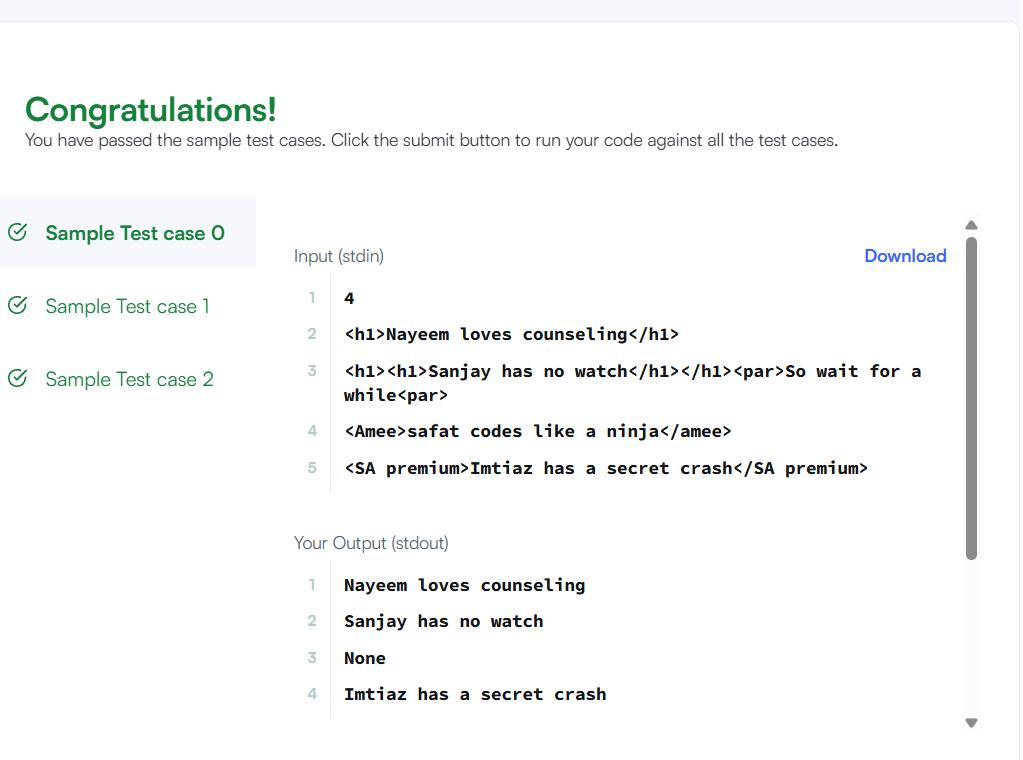 Congratulations!
You have passed the sample test cases. Click the submit button to run your code against all the test cases.
Sample Test case 0
Sample Test case 1
Sample Test case 2
Input (stdin)
Download
1 4
2 <h1>Nayeem loves counseling</h1>
3 <h1><h1>Sanjay has no watch</h1></h1><par>So wait for a
while<par>
4 <Amee>safat codes like a ninja</amee>
5 <SA premium>Imtiaz has a secret crash</SA premium>
Your Output (stdout)
1 Nayeem loves counseling
2 Sanjay has no watch
3 None
4 Imtiaz has a secret crash